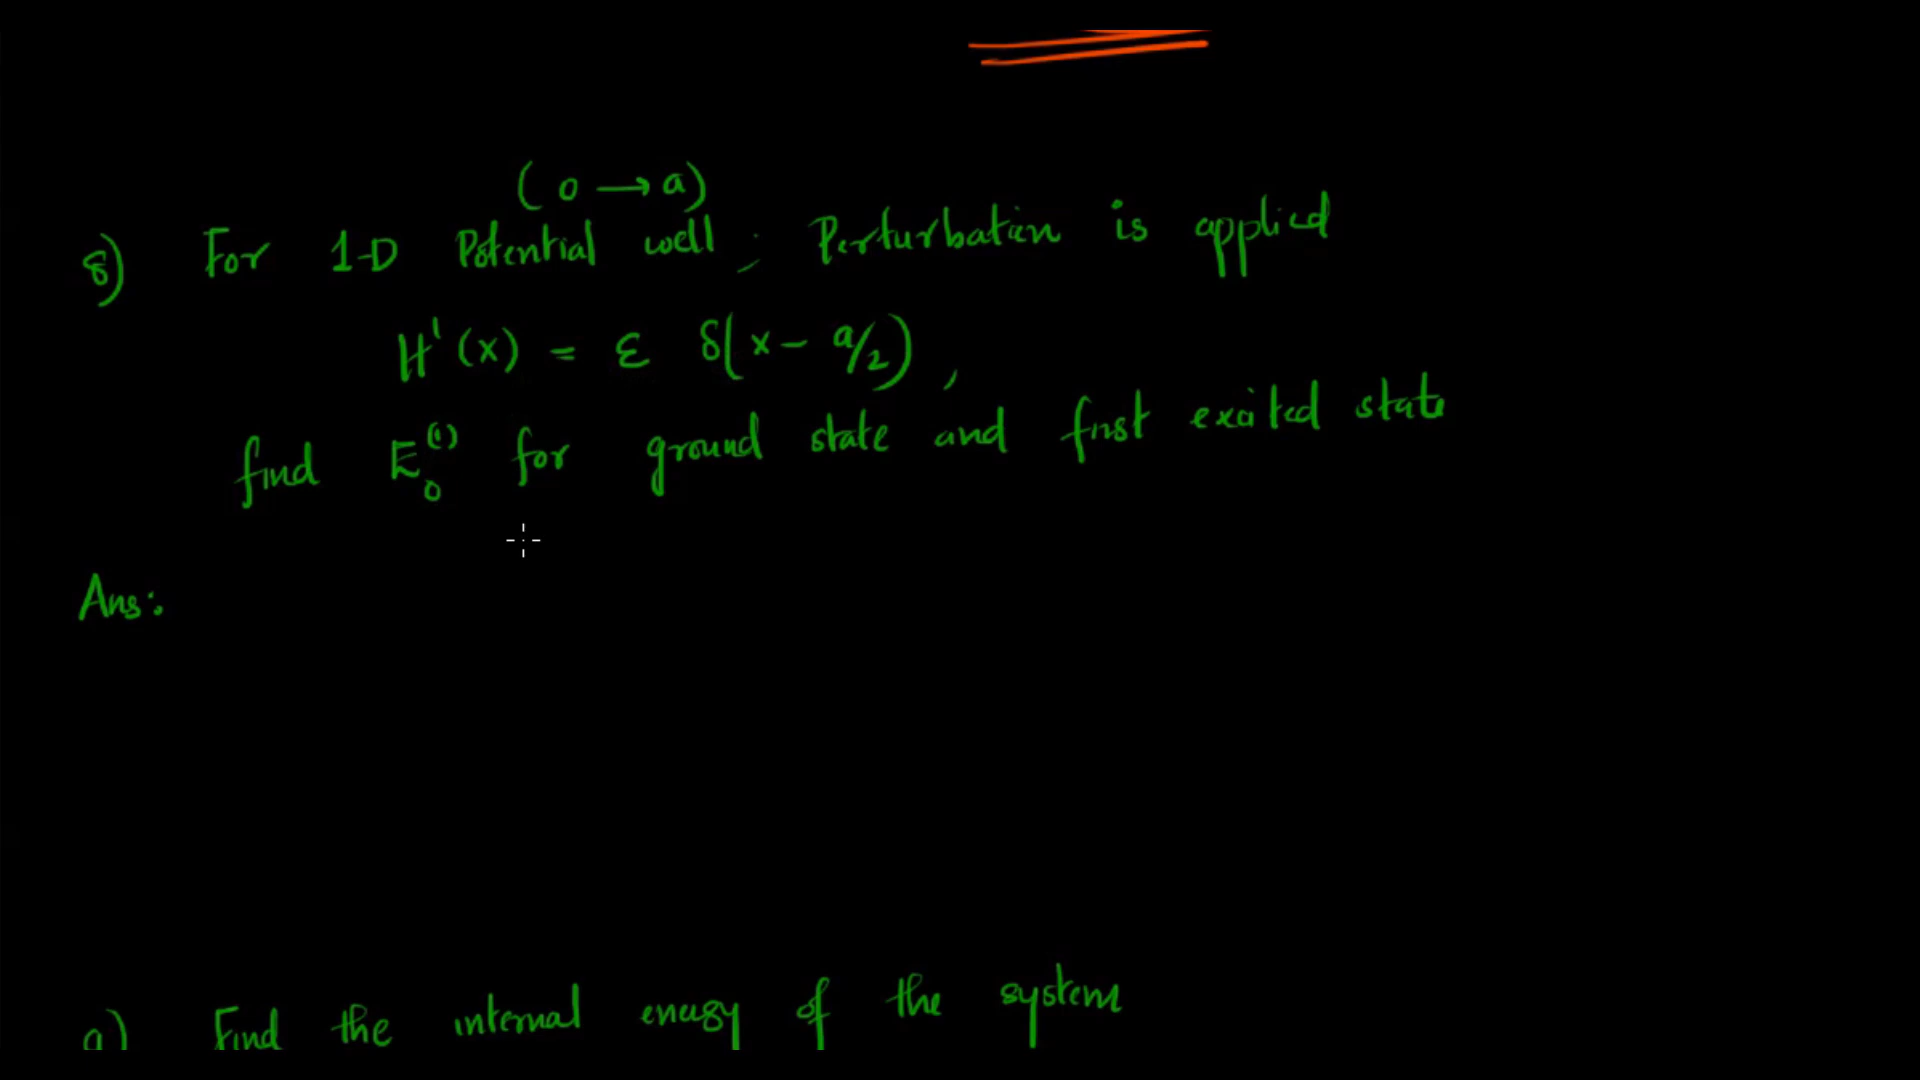 (0 → a)
8) For 1-D Potential well ; Perturbation is applied
H'(x) = ε δ(x - a/2) ,
find E₀⁽¹⁾ for ground state and first excited state
Ans:
9) Find the internal energy of the system